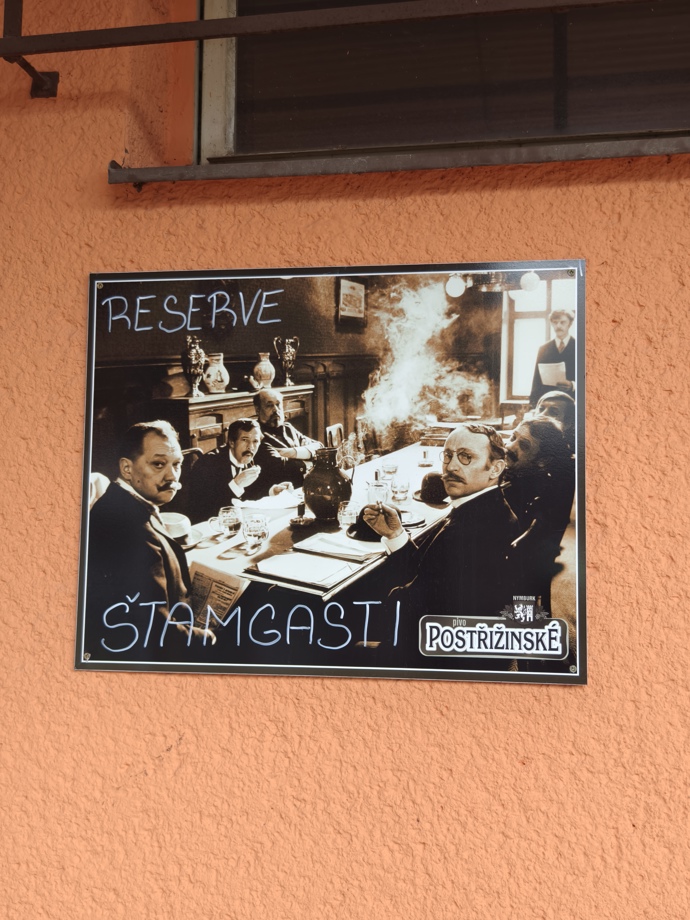 RESERVE
ŠTAMGASTI
NYMBURK
pivo
POSTŘIŽINSKÉ